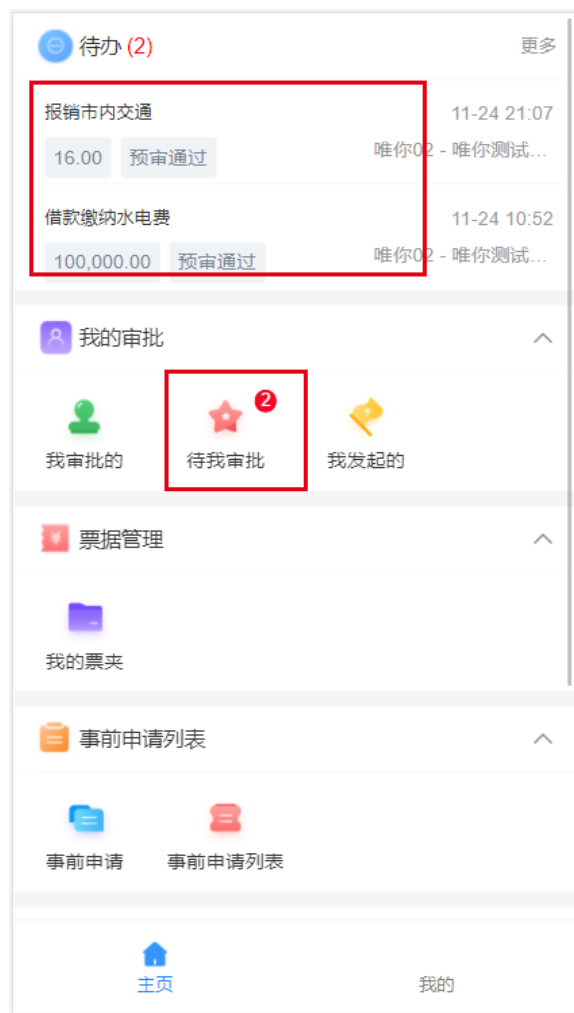 待办 (2) 更多
报销市内交通 11-24 21:07
16.00 预审通过 唯你02 - 唯你测试...
借款缴纳水电费 11-24 10:52
100,000.00 预审通过 唯你02 - 唯你测试...
我的审批
2
我审批的 待我审批 我发起的
票据管理
我的票夹
事前申请列表
事前申请 事前申请列表
主页 我的